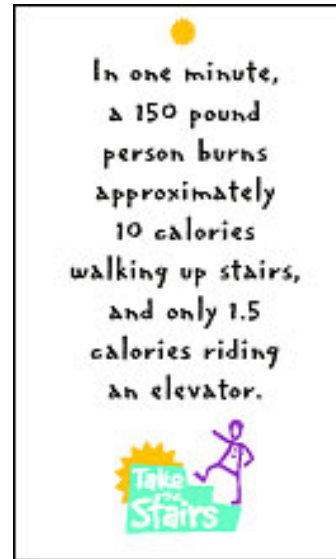 In one minute,
a 150 pound
person burns
approximately
10 calories
walking up stairs,
and only 1.5
calories riding
an elevator.
Take
the
Stairs